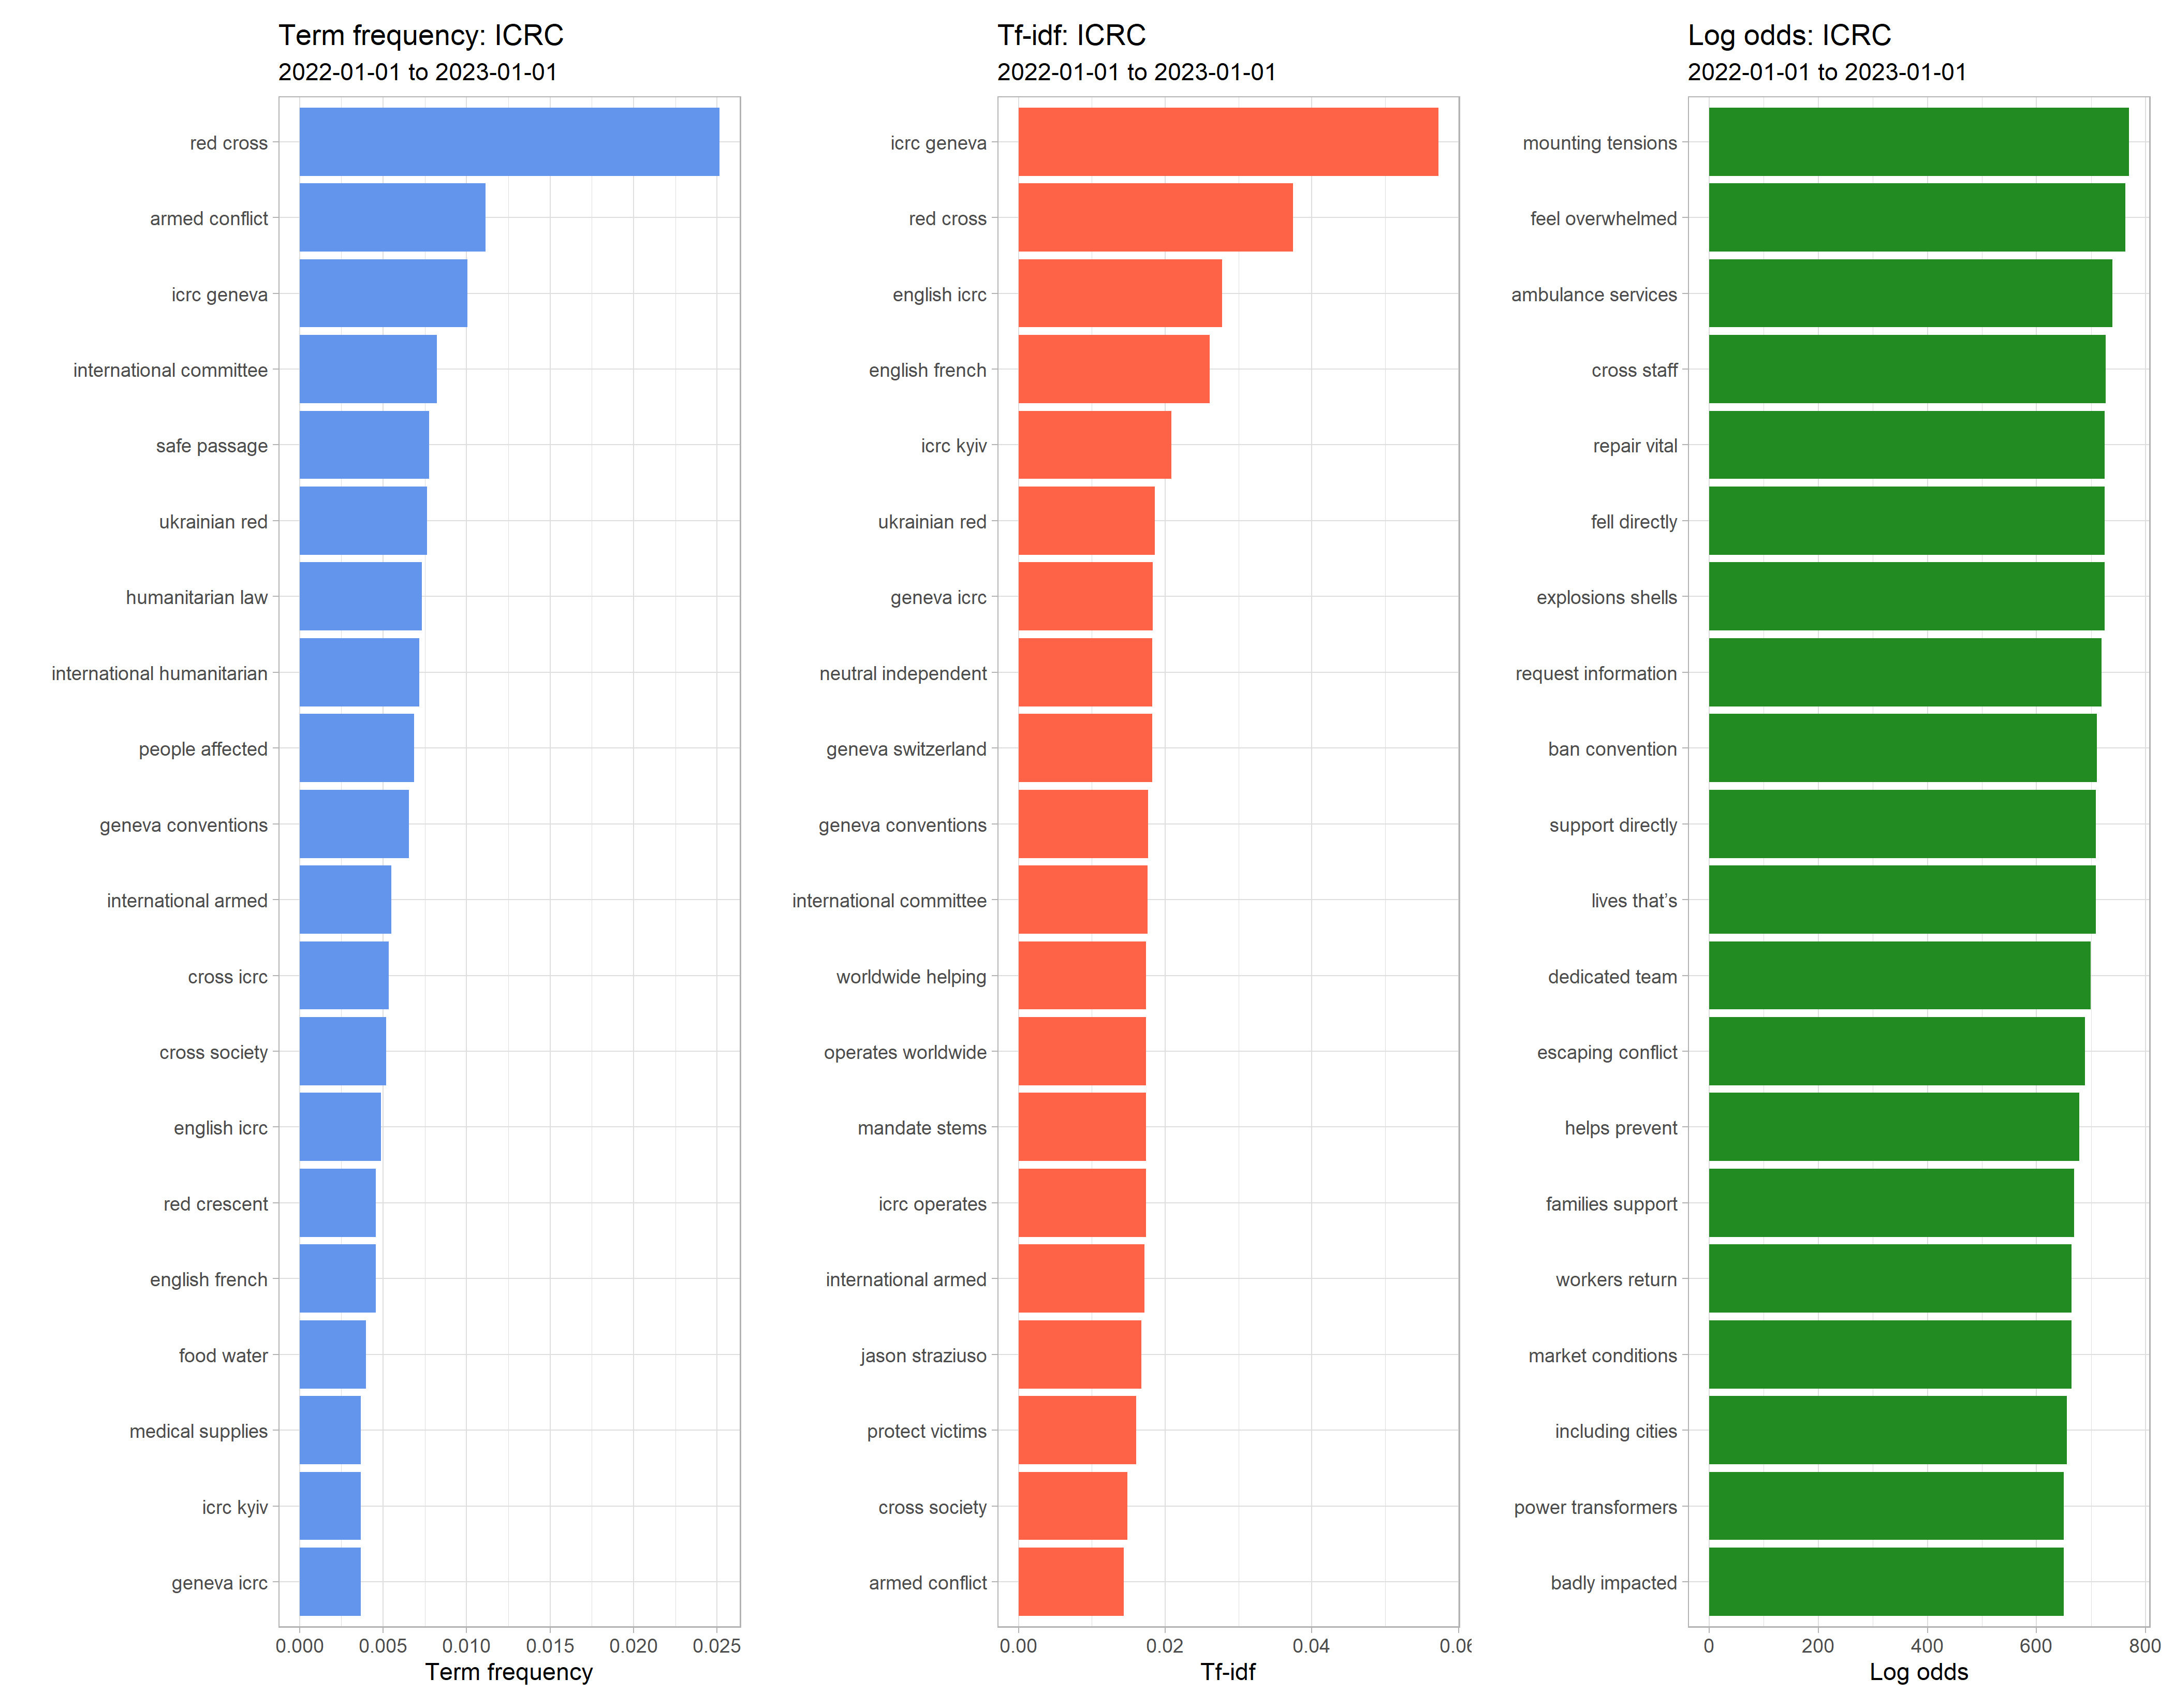 Term frequency: ICRC
2022-01-01 to 2023-01-01
red cross
armed conflict
icrc geneva
international committee
safe passage
ukrainian red
humanitarian law
international humanitarian
people affected
geneva conventions
international armed
cross icrc
cross society
english icrc
red crescent
english french
food water
medical supplies
icrc kyiv
geneva icrc
0.000 0.005 0.010 0.015 0.020 0.025
Term frequency
Tf-idf: ICRC
2022-01-01 to 2023-01-01
icrc geneva
red cross
english icrc
english french
icrc kyiv
ukrainian red
geneva icrc
neutral independent
geneva switzerland
geneva conventions
international committee
worldwide helping
operates worldwide
mandate stems
icrc operates
international armed
jason straziuso
protect victims
cross society
armed conflict
0.00 0.02 0.04 0.06
Tf-idf
Log odds: ICRC
2022-01-01 to 2023-01-01
mounting tensions
feel overwhelmed
ambulance services
cross staff
repair vital
fell directly
explosions shells
request information
ban convention
support directly
lives that’s
dedicated team
escaping conflict
helps prevent
families support
workers return
market conditions
including cities
power transformers
badly impacted
0 200 400 600 800
Log odds